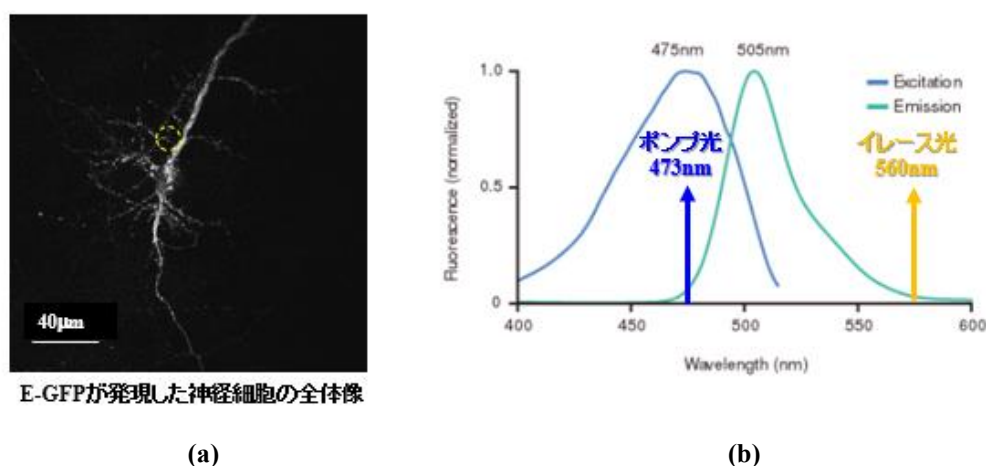 40μm
E-GFPが発現した神経細胞の全体像
(a)
475nm 505nm
1.0
0.5
0
Fluorescence (normalized)
Excitation
Emission
ポンプ光
473nm
イレース光
560nm
400 450 500 550 600
Wavelength (nm)
(b)